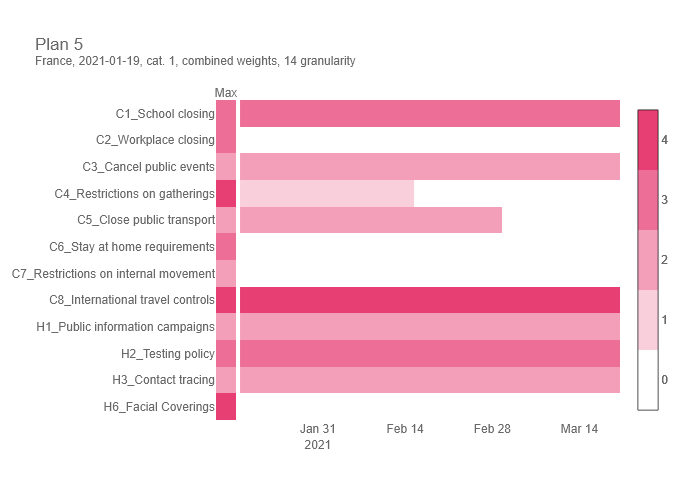 Plan 5
France, 2021-01-19, cat. 1, combined weights, 14 granularity
Max
C1_School closing
C2_Workplace closing
C3_Cancel public events
C4_Restrictions on gatherings
C5_Close public transport
C6_Stay at home requirements
C7_Restrictions on internal movement
C8_International travel controls
H1_Public information campaigns
H2_Testing policy
H3_Contact tracing
H6_Facial Coverings
Jan 31 Feb 14 Feb 28 Mar 14
2021
4
3
2
1
0